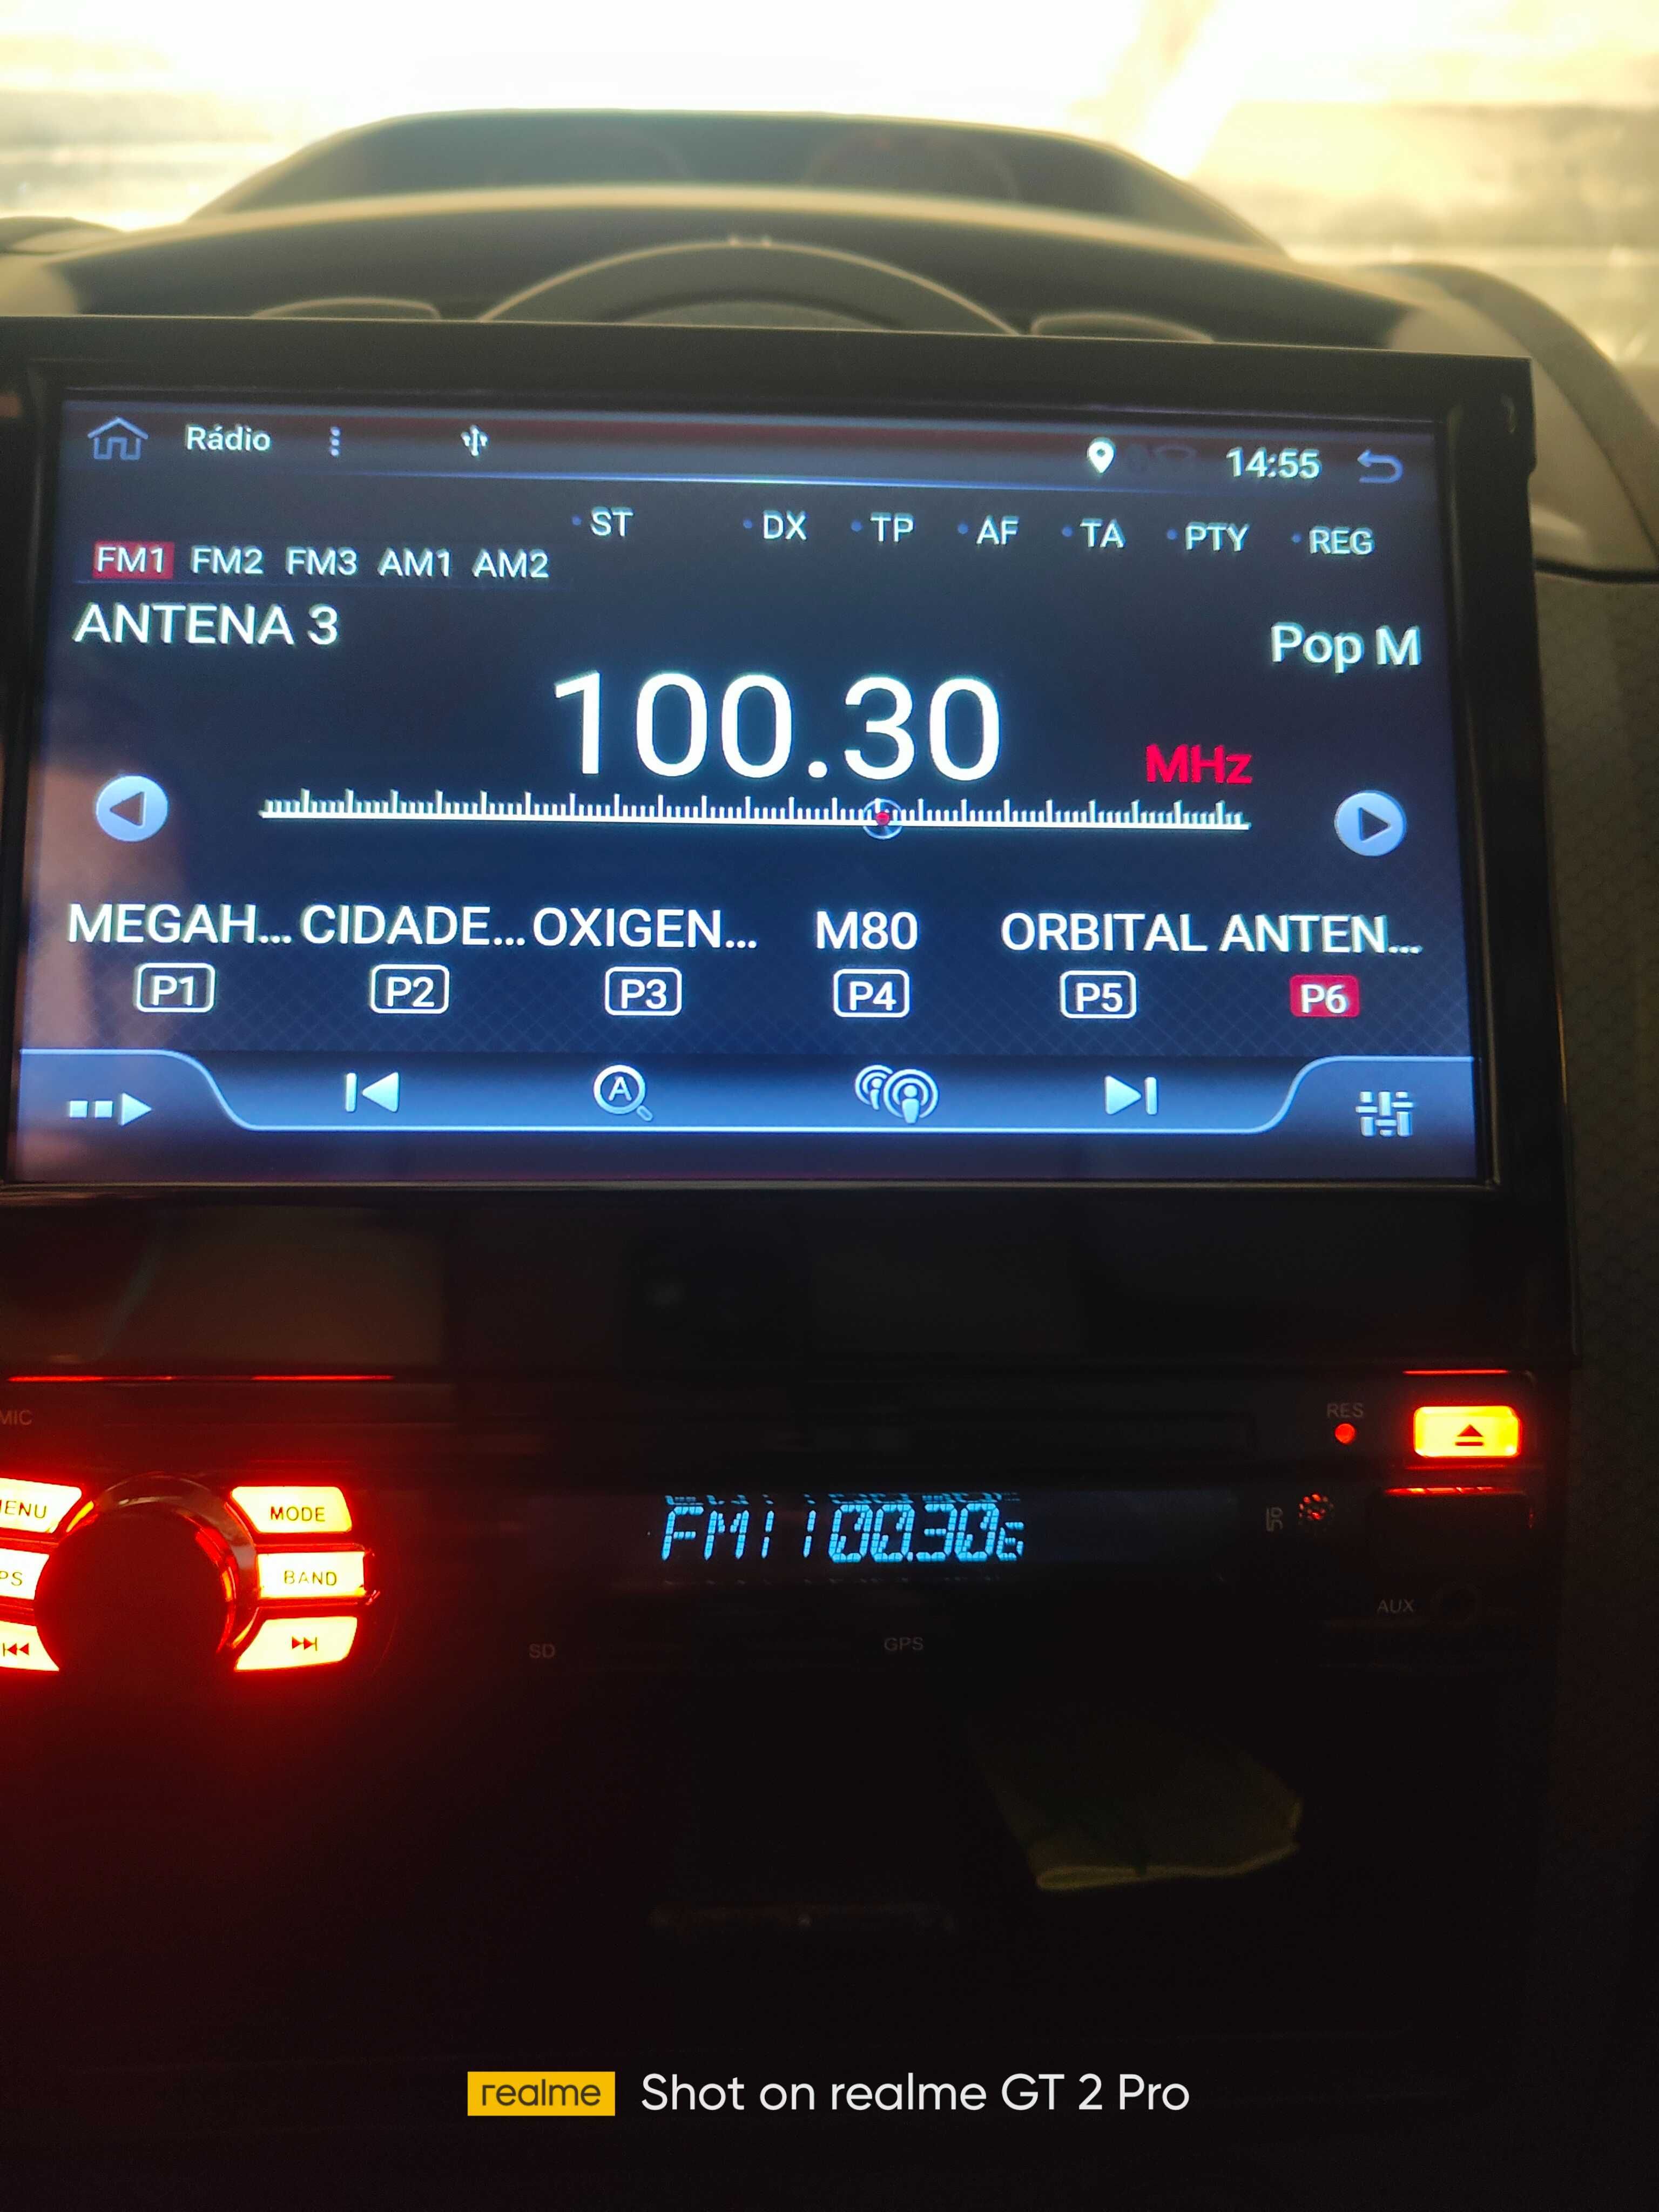 Rádio 14:55
ST DX TP AF TA PTY REG
FM1 FM2 FM3 AM1 AM2
ANTENA 3 Pop M
100.30 MHz
MEGAH... CIDADE... OXIGEN... M80 ORBITAL ANTEN...
P1 P2 P3 P4 P5 P6
MIC RES
MODE
FM1 100.30
IR
BAND
AUX
SD GPS
realme Shot on realme GT 2 Pro